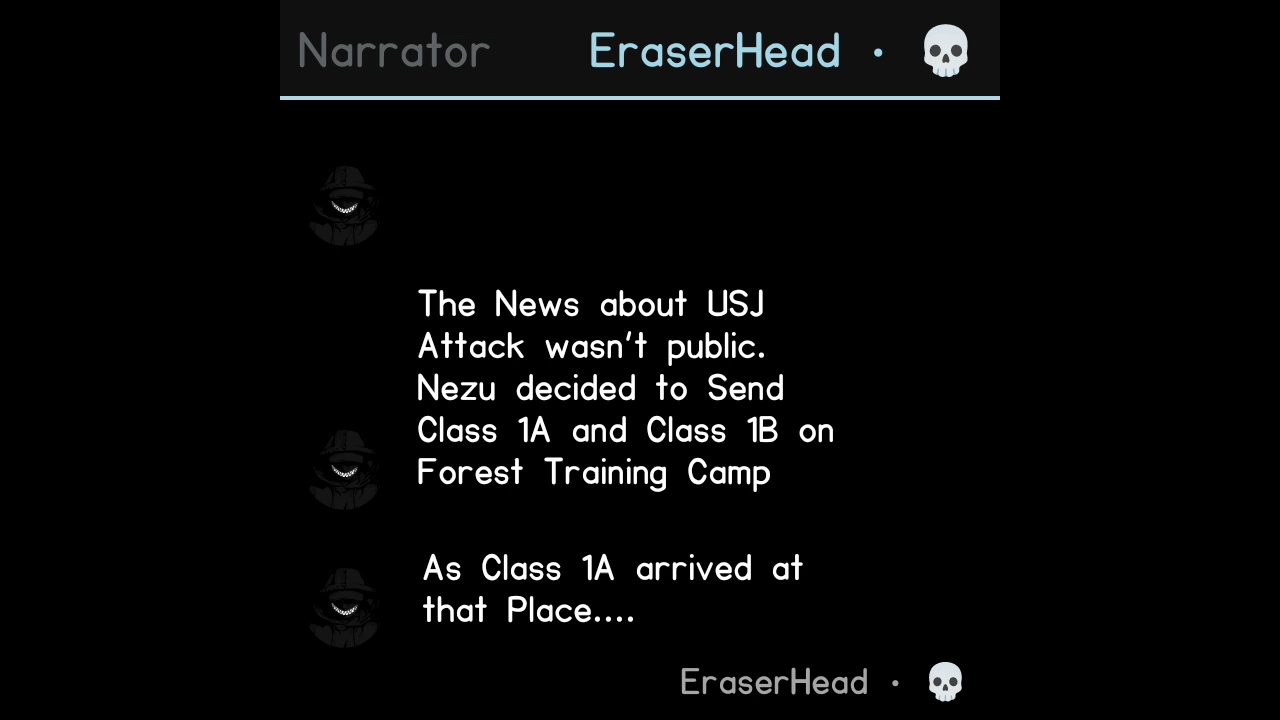 Narrator
EraserHead · 💀
The News about USJ
Attack wasn't public.
Nezu decided to Send
Class 1A and Class 1B on
Forest Training Camp
As Class 1A arrived at
that Place....
EraserHead · 💀